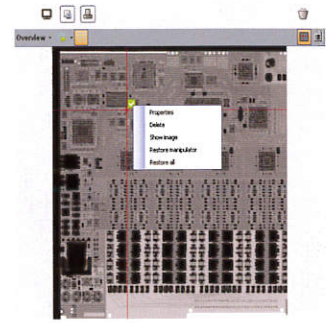 Overview
Properties
Delete
Show image
Restore manipulator
Restore all